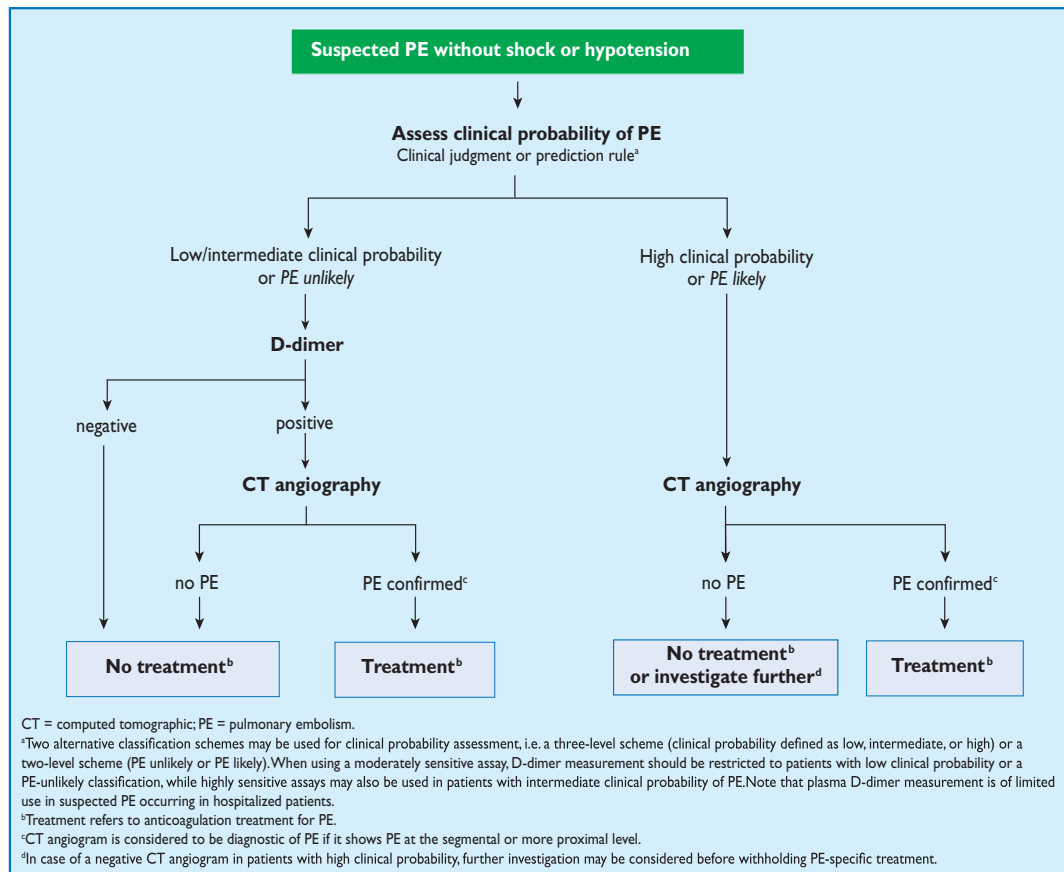 Suspected PE without shock or hypotension
Assess clinical probability of PE
Clinical judgment or prediction ruleᵃ
Low/intermediate clinical probability
or PE unlikely
High clinical probability
or PE likely
D-dimer
negative
positive
CT angiography
CT angiography
no PE
PE confirmedᶜ
no PE
PE confirmedᶜ
No treatmentᵇ
Treatmentᵇ
No treatmentᵇ
or investigate furtherᵈ
Treatmentᵇ
CT = computed tomographic; PE = pulmonary embolism.
ᵃTwo alternative classification schemes may be used for clinical probability assessment, i.e. a three-level scheme (clinical probability defined as low, intermediate, or high) or a
two-level scheme (PE unlikely or PE likely). When using a moderately sensitive assay, D-dimer measurement should be restricted to patients with low clinical probability or a
PE-unlikely classification, while highly sensitive assays may also be used in patients with intermediate clinical probability of PE. Note that plasma D-dimer measurement is of limited
use in suspected PE occurring in hospitalized patients.
ᵇTreatment refers to anticoagulation treatment for PE.
ᶜCT angiogram is considered to be diagnostic of PE if it shows PE at the segmental or more proximal level.
ᵈIn case of a negative CT angiogram in patients with high clinical probability, further investigation may be considered before withholding PE-specific treatment.